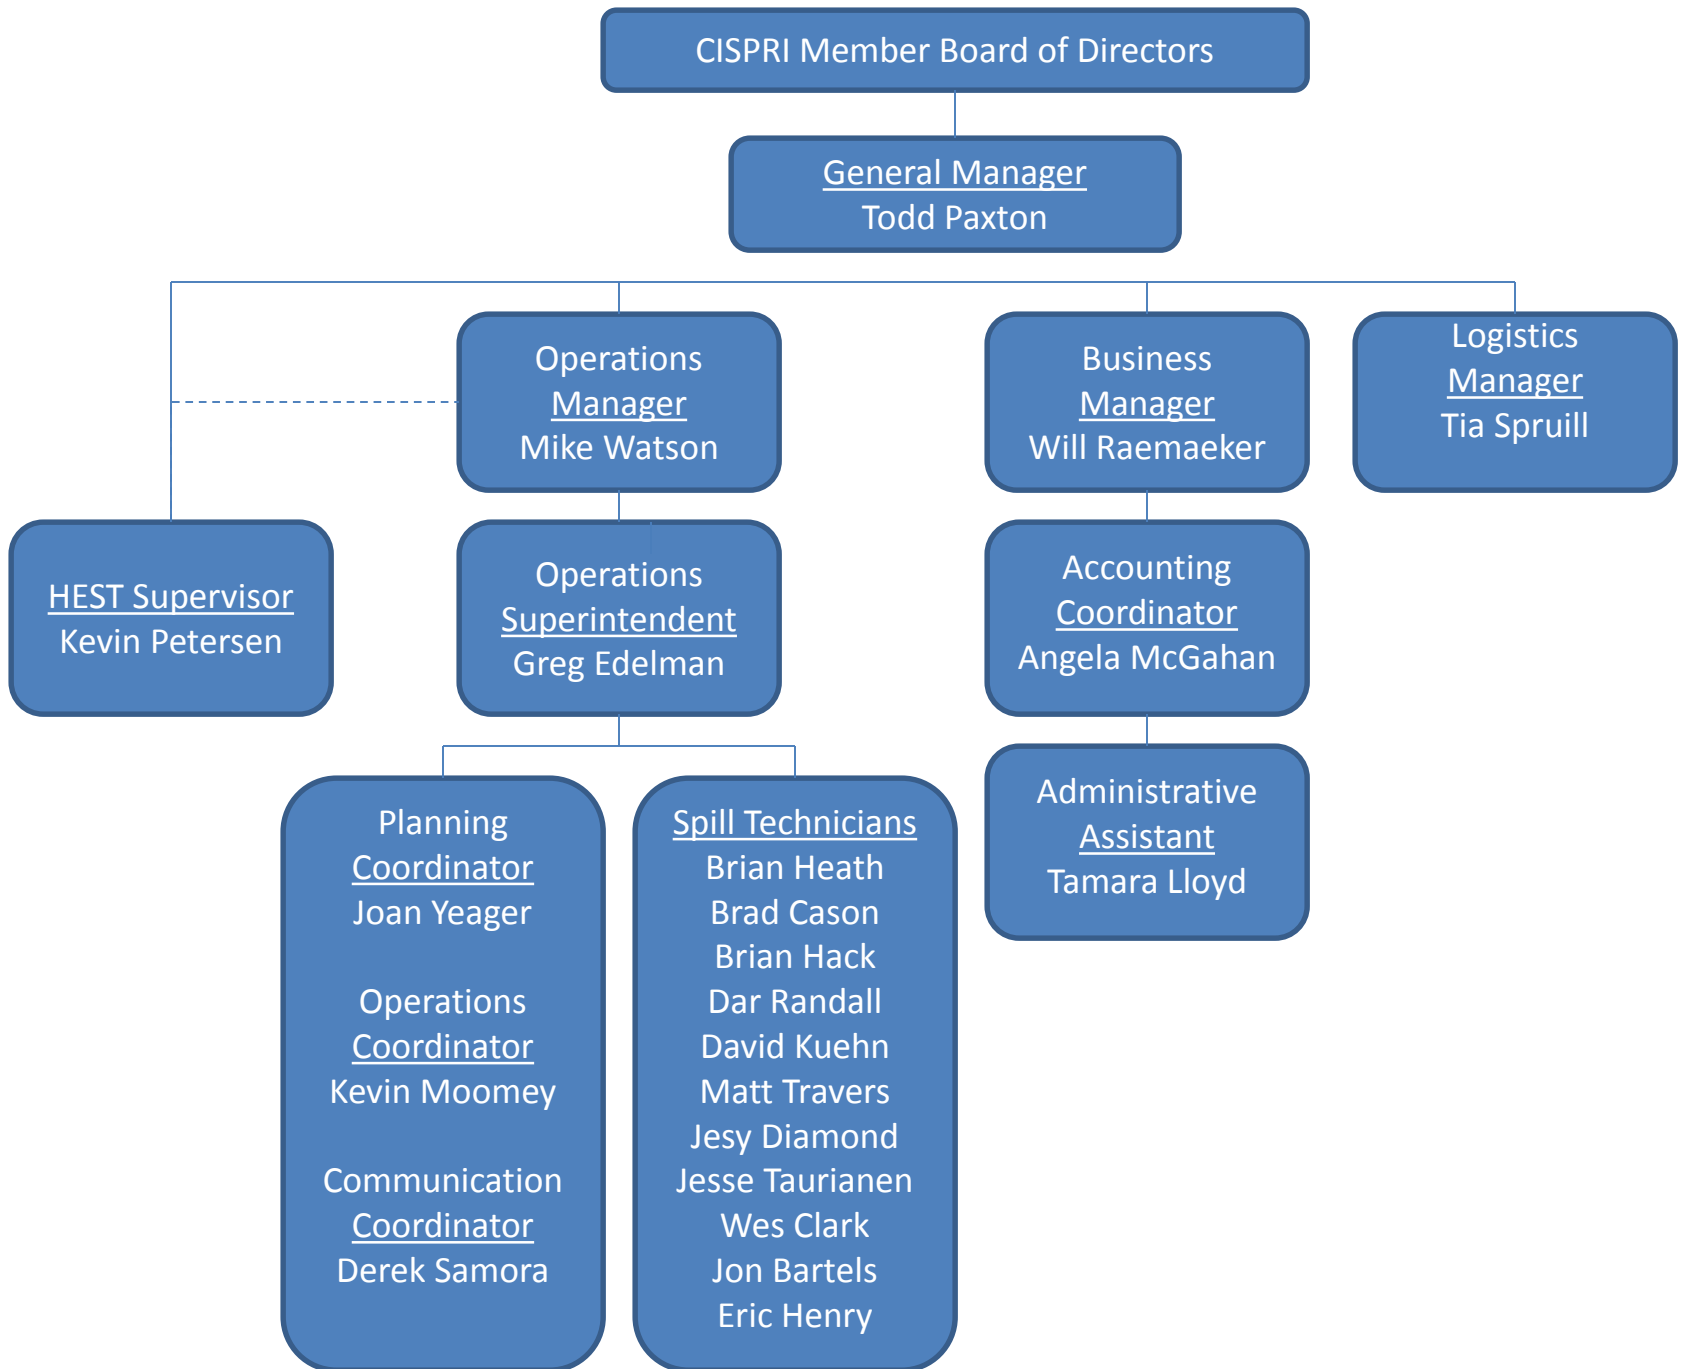 CISPRI Member Board of Directors
General Manager
Todd Paxton
Operations
Manager
Mike Watson
Business
Manager
Will Raemaeker
Logistics
Manager
Tia Spruill
HEST Supervisor
Kevin Petersen
Operations
Superintendent
Greg Edelman
Accounting
Coordinator
Angela McGahan
Planning
Coordinator
Joan Yeager
Operations
Coordinator
Kevin Moomey
Communication
Coordinator
Derek Samora
Spill Technicians
Brian Heath
Brad Cason
Brian Hack
Dar Randall
David Kuehn
Matt Travers
Jesy Diamond
Jesse Taurianen
Wes Clark
Jon Bartels
Eric Henry
Administrative
Assistant
Tamara Lloyd